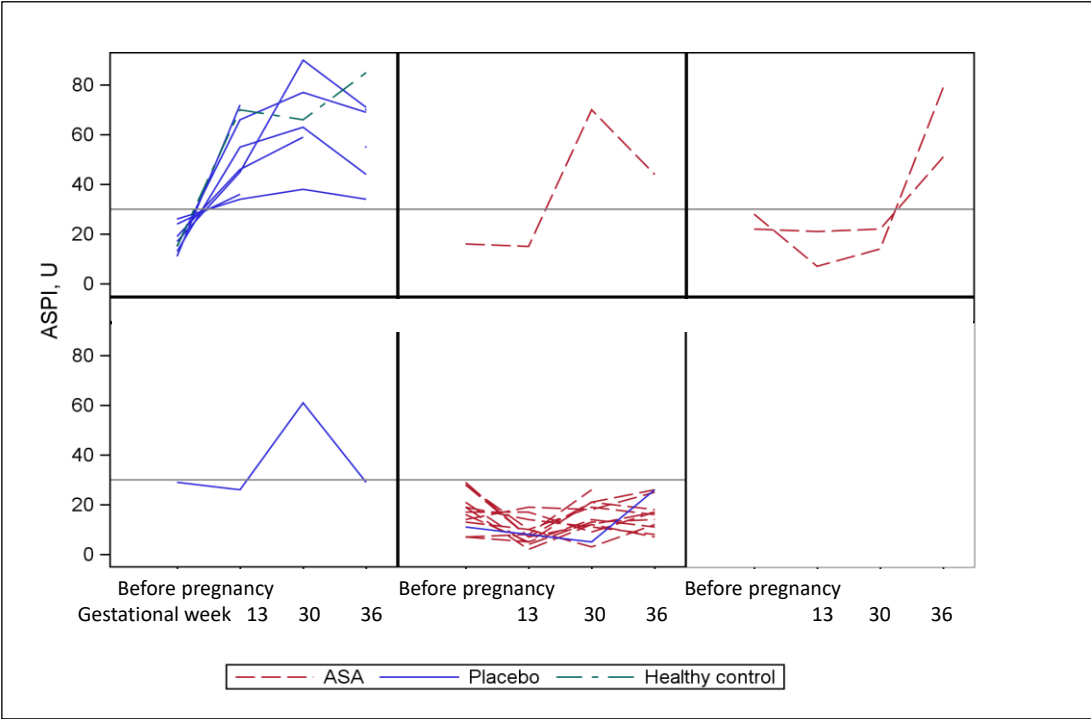 ASPI, U
80
60
40
20
0
80
60
40
20
0
Before pregnancy Before pregnancy Before pregnancy
Gestational week 13 30 36 13 30 36 13 30 36
ASA Placebo Healthy control